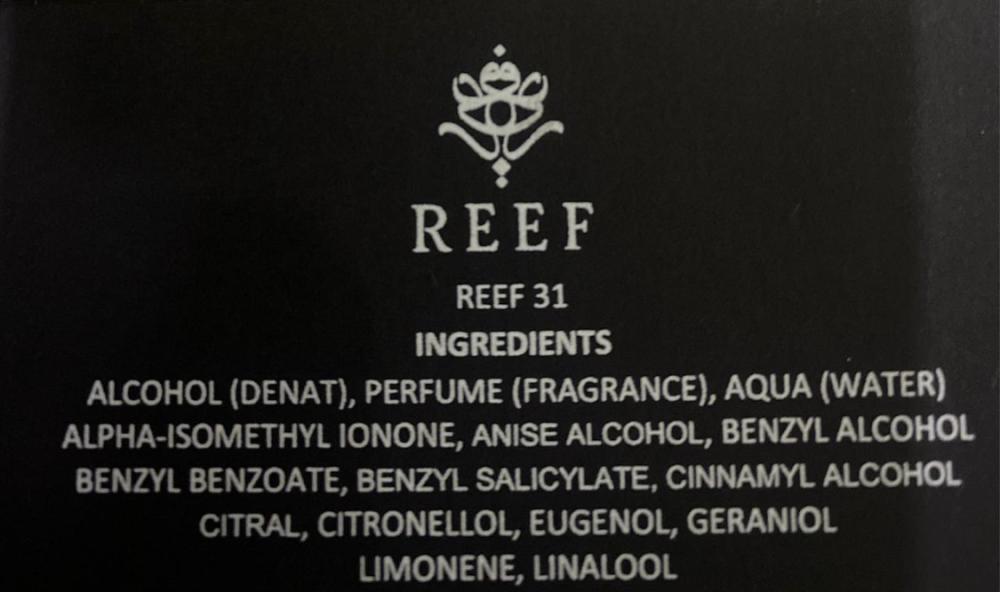 REEF
REEF 31
INGREDIENTS
ALCOHOL (DENAT), PERFUME (FRAGRANCE), AQUA (WATER)
ALPHA-ISOMETHYL IONONE, ANISE ALCOHOL, BENZYL ALCOHOL
BENZYL BENZOATE, BENZYL SALICYLATE, CINNAMYL ALCOHOL
CITRAL, CITRONELLOL, EUGENOL, GERANIOL
LIMONENE, LINALOOL